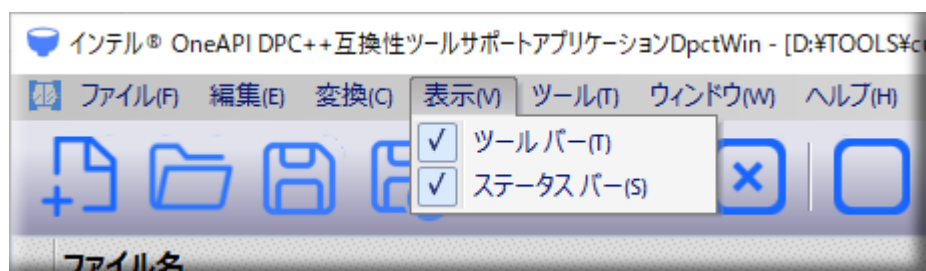 インテル® OneAPI DPC++互換性ツールサポートアプリケーションDpctWin - [D:¥TOOLS¥cu
ファイル(F) 編集(E) 変換(C) 表示(V) ツール(T) ウィンドウ(W) ヘルプ(H)
ツール バー(T)
ステータス バー(S)
ファイル名